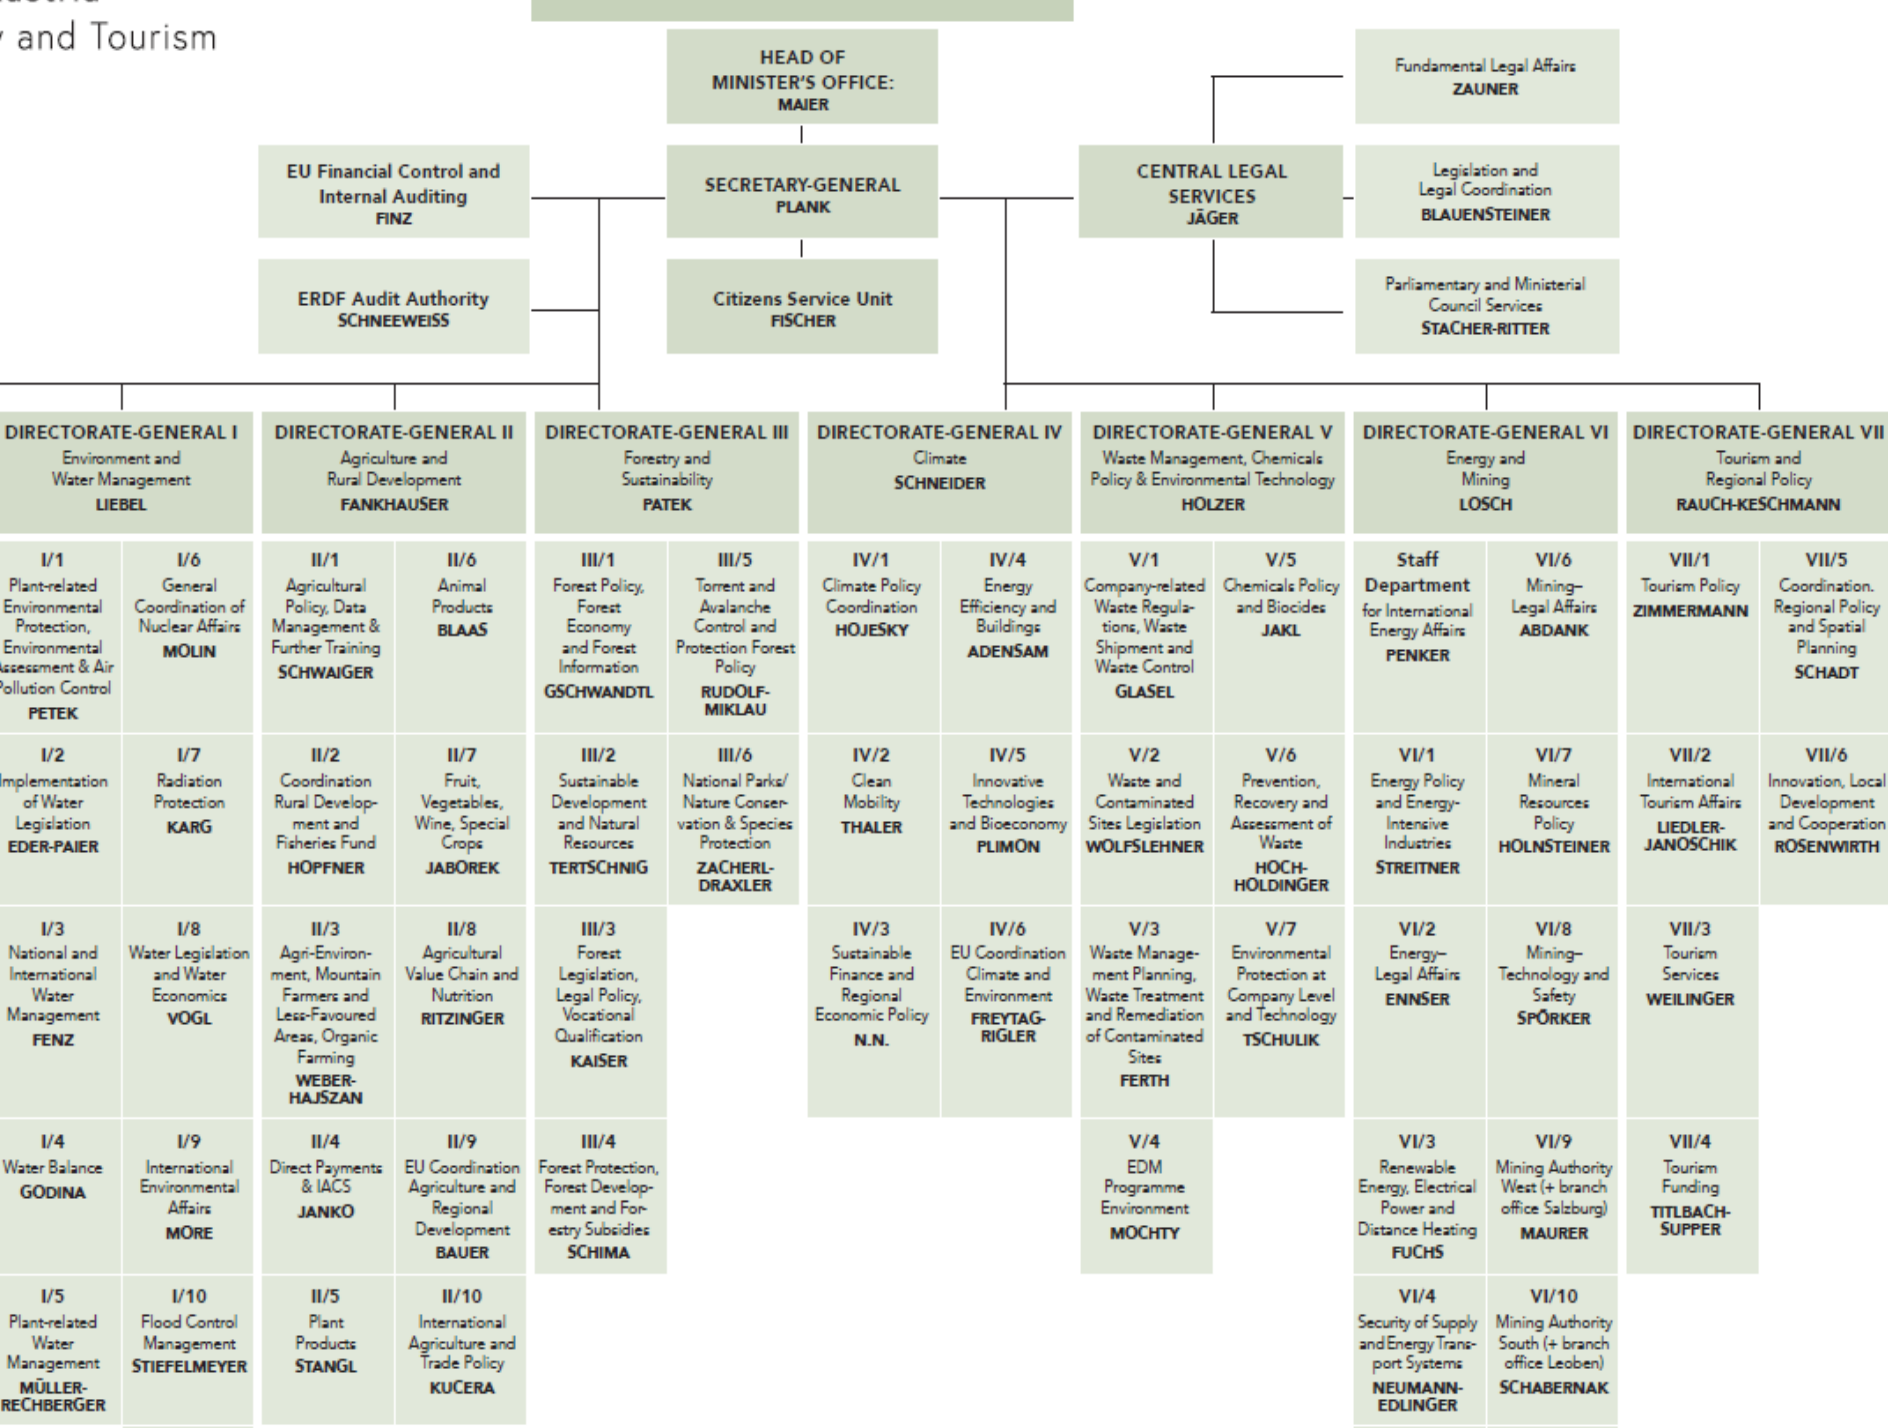 and Tourism
HEAD OF
MINISTER'S OFFICE:
MAIER
Fundamental Legal Affairs
ZAUNER
EU Financial Control and
Internal Auditing
FINZ
SECRETARY-GENERAL
PLANK
CENTRAL LEGAL
SERVICES
JÄGER
Legislation and
Legal Coordination
BLAUENSTEINER
ERDF Audit Authority
SCHNEEWEISS
Citizens Service Unit
FISCHER
Parliamentary and Ministerial
Council Services
STACHER-RITTER
DIRECTORATE-GENERAL I
Environment and
Water Management
LIEBEL
DIRECTORATE-GENERAL II
Agriculture and
Rural Development
FANKHAUSER
DIRECTORATE-GENERAL III
Forestry and
Sustainability
PATEK
DIRECTORATE-GENERAL IV
Climate
SCHNEIDER
DIRECTORATE-GENERAL V
Waste Management, Chemicals
Policy & Environmental Technology
HOLZER
DIRECTORATE-GENERAL VI
Energy and
Mining
LOSCH
DIRECTORATE-GENERAL VII
Tourism and
Regional Policy
RAUCH-KESCHMANN
I/1
Plant-related
Environmental
Protection,
Environmental
Assessment & Air
Pollution Control
PETEK
I/6
General
Coordination of
Nuclear Affairs
MOLIN
II/1
Agricultural
Policy, Data
Management &
Further Training
SCHWAIGER
II/6
Animal
Products
BLAAS
III/1
Forest Policy,
Forest
Economy
and Forest
Information
GSCHWANDTL
III/5
Torrent and
Avalanche
Control and
Protection Forest
Policy
RUDOLF-
MIKLAU
IV/1
Climate Policy
Coordination
HOJESKY
IV/4
Energy
Efficiency and
Buildings
ADENSAM
V/1
Company-related
Waste Regula-
tions, Waste
Shipment and
Waste Control
GLASEL
V/5
Chemicals Policy
and Biocides
JAKL
Staff
Department
for International
Energy Affairs
PENKER
VI/6
Mining–
Legal Affairs
ABDANK
VII/1
Tourism Policy
ZIMMERMANN
VII/5
Coordination.
Regional Policy
and Spatial
Planning
SCHADT
I/2
Implementation
of Water
Legislation
EDER-PAIER
I/7
Radiation
Protection
KARG
II/2
Coordination
Rural Develop-
ment and
Fisheries Fund
HOPFNER
II/7
Fruit,
Vegetables,
Wine, Special
Crops
JABOREK
III/2
Sustainable
Development
and Natural
Resources
TERTSCHNIG
III/6
National Parks/
Nature Conser-
vation & Species
Protection
ZACHERL-
DRAXLER
IV/2
Clean
Mobility
THALER
IV/5
Innovative
Technologies
and Bioeconomy
PLIMON
V/2
Waste and
Contaminated
Sites Legislation
WOLFSLEHNER
V/6
Prevention,
Recovery and
Assessment of
Waste
HOCH-
HOLDINGER
VI/1
Energy Policy
and Energy-
Intensive
Industries
STREITNER
VI/7
Mineral
Resources
Policy
HOLNSTEINER
VII/2
International
Tourism Affairs
LIEDLER-
JANOSCHIK
VII/6
Innovation, Local
Development
and Cooperation
ROSENWIRTH
I/3
National and
International
Water
Management
FENZ
I/8
Water Legislation
and Water
Economics
VOGL
II/3
Agri-Environ-
ment, Mountain
Farmers and
Less-Favoured
Areas, Organic
Farming
WEBER-
HAJSZAN
II/8
Agricultural
Value Chain and
Nutrition
RITZINGER
III/3
Forest
Legislation,
Legal Policy,
Vocational
Qualification
KAISER
IV/3
Sustainable
Finance and
Regional
Economic Policy
N.N.
IV/6
EU Coordination
Climate and
Environment
FREYTAG-
RIGLER
V/3
Waste Manage-
ment Planning,
Waste Treatment
and Remediation
of Contaminated
Sites
FERTH
V/7
Environmental
Protection at
Company Level
and Technology
TSCHULIK
VI/2
Energy–
Legal Affairs
ENNSER
VI/8
Mining–
Technology and
Safety
SPÖRKER
VII/3
Tourism
Services
WEILINGER
I/4
Water Balance
GODINA
I/9
International
Environmental
Affairs
MORE
II/4
Direct Payments
& IACS
JANKO
II/9
EU Coordination
Agriculture and
Regional
Development
BAUER
III/4
Forest Protection,
Forest Develop-
ment and For-
estry Subsidies
SCHIMA
V/4
EDM
Programme
Environment
MOCHTY
VI/3
Renewable
Energy, Electrical
Power and
Distance Heating
FUCHS
VI/9
Mining Authority
West (+ branch
office Salzburg)
MAURER
VII/4
Tourism
Funding
TITLBACH-
SUPPER
I/5
Plant-related
Water
Management
MÜLLER-
RECHBERGER
I/10
Flood Control
Management
STIEFELMEYER
II/5
Plant
Products
STANGL
II/10
International
Agriculture and
Trade Policy
KUCERA
VI/4
Security of Supply
and Energy Trans-
port Systems
NEUMANN-
EDLINGER
VI/10
Mining Authority
South (+ branch
office Leoben)
SCHABERNAK